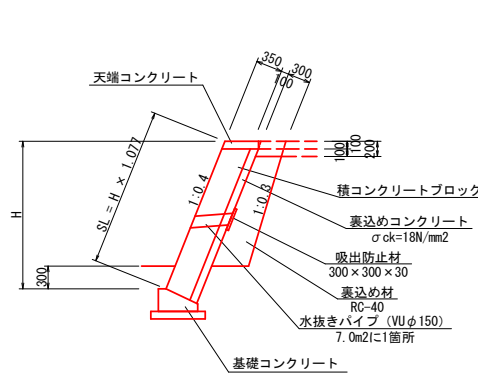 350
300
100
天端コンクリート
100
100
200
SL = H × 1.077
1:0.4
1:0.3
H
積コンクリートブロック
裏込めコンクリート
σck=18N/mm2
吸出防止材
300×300×30
300
裏込め材
RC-40
水抜きパイプ (VUφ150)
7.0m2に1箇所
基礎コンクリート